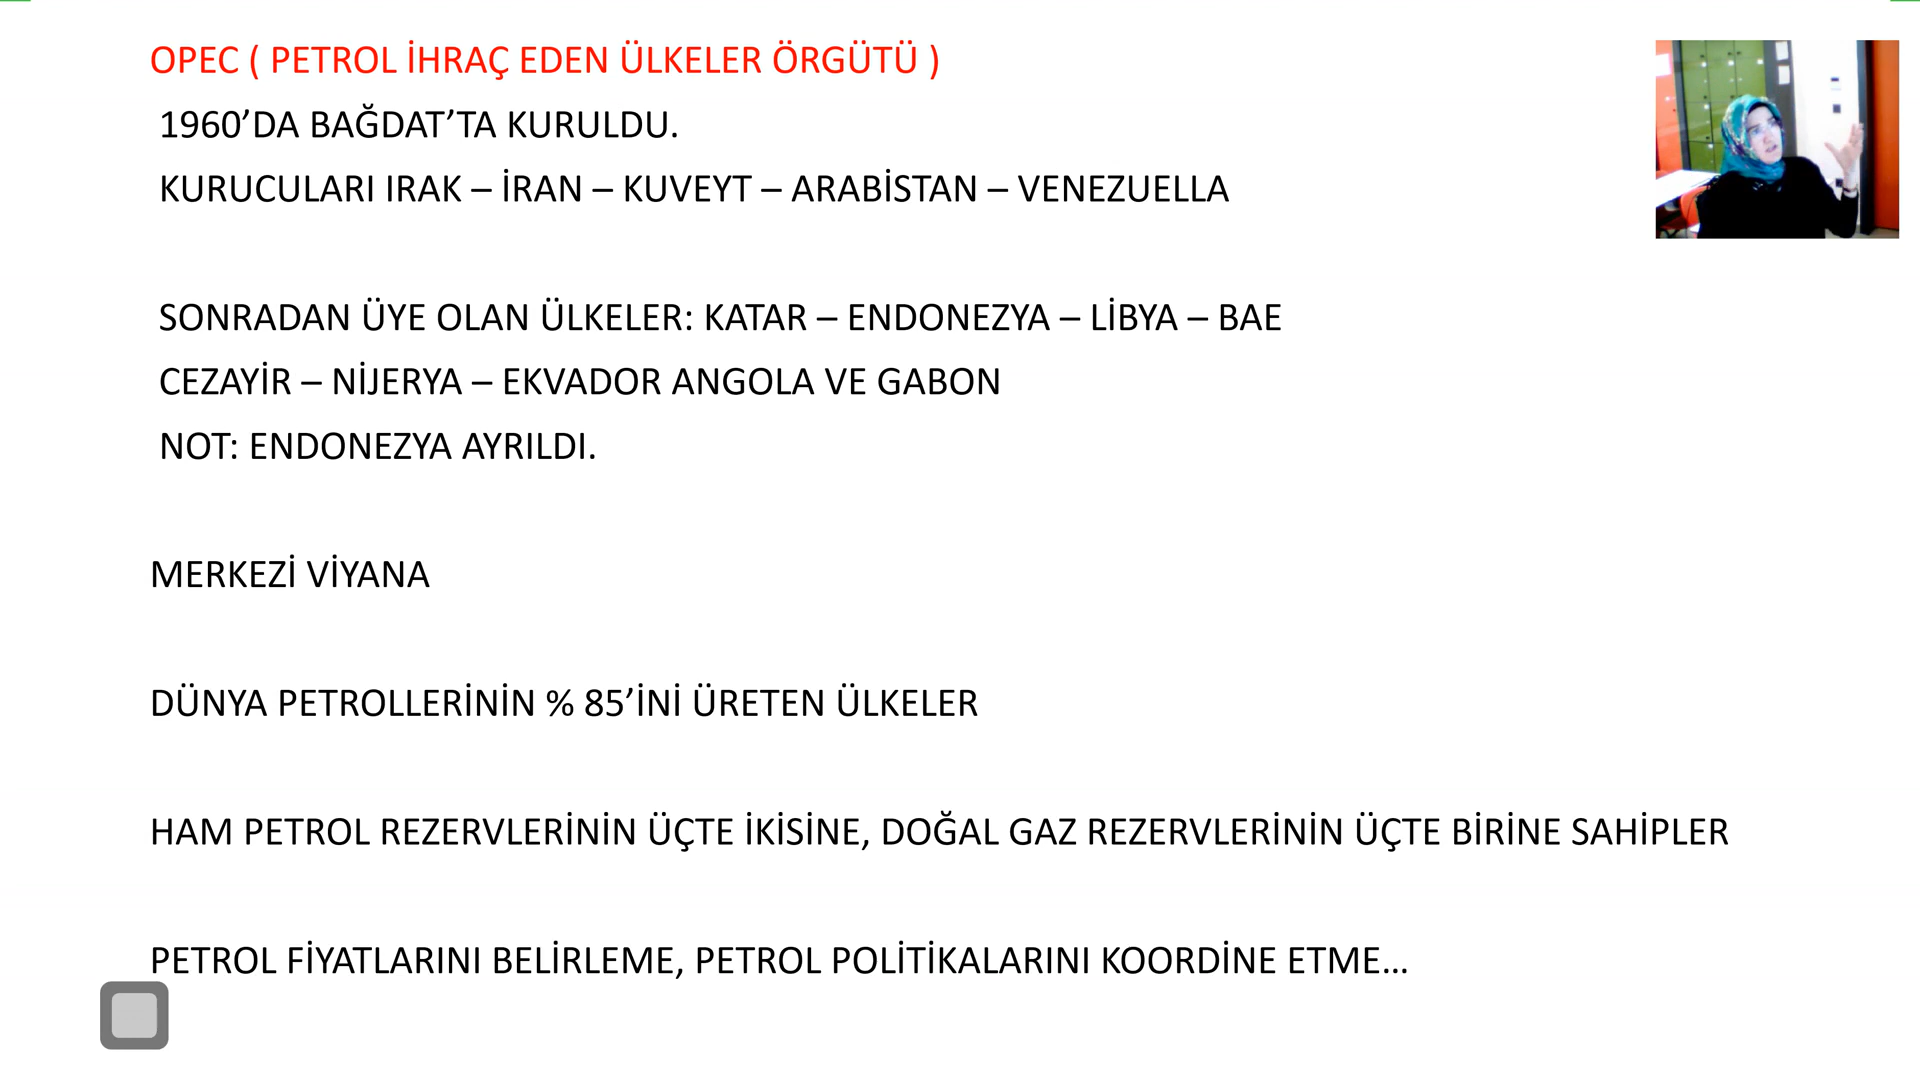 OPEC ( PETROL İHRAÇ EDEN ÜLKELER ÖRGÜTÜ )
1960’DA BAĞDAT’TA KURULDU.
KURUCULARI IRAK – İRAN – KUVEYT – ARABİSTAN – VENEZUELLA
SONRADAN ÜYE OLAN ÜLKELER: KATAR – ENDONEZYA – LİBYA – BAE
CEZAYİR – NİJERYA – EKVADOR ANGOLA VE GABON
NOT: ENDONEZYA AYRILDI.
MERKEZİ VİYANA
DÜNYA PETROLLERİNİN % 85’İNİ ÜRETEN ÜLKELER
HAM PETROL REZERVLERİNİN ÜÇTE İKİSİNE, DOĞAL GAZ REZERVLERİNİN ÜÇTE BİRİNE SAHİPLER
PETROL FİYATLARINI BELİRLEME, PETROL POLİTİKALARINI KOORDİNE ETME…